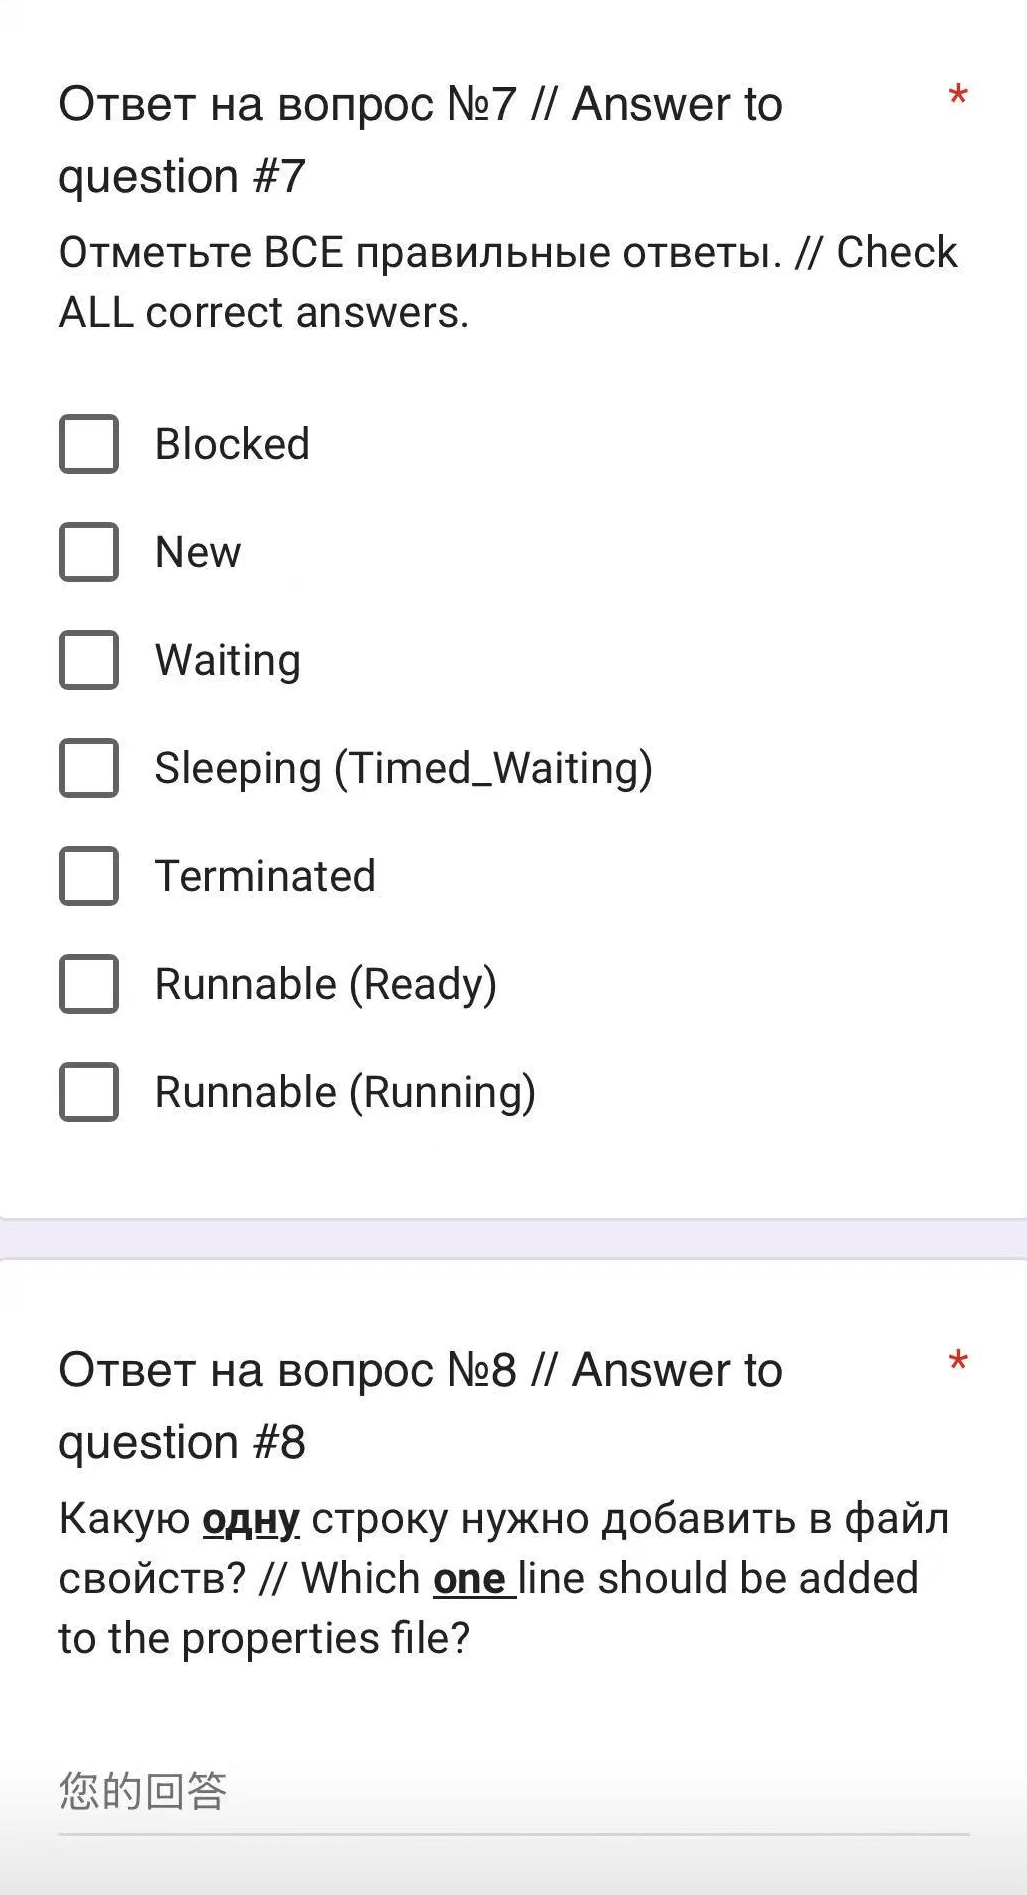 Ответ на вопрос №7 // Answer to *
question #7
Отметьте ВСЕ правильные ответы. // Check
ALL correct answers.
Blocked
New
Waiting
Sleeping (Timed_Waiting)
Terminated
Runnable (Ready)
Runnable (Running)
Ответ на вопрос №8 // Answer to *
question #8
Какую одну строку нужно добавить в файл
свойств? // Which one line should be added
to the properties file?
您的回答